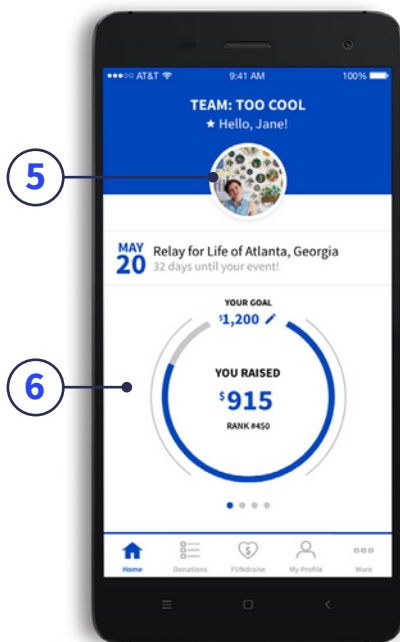 AT&T 9:41 AM 100%
TEAM: TOO COOL
★ Hello, Jane!
5
MAY
20
Relay for Life of Atlanta, Georgia
32 days until your event!
YOUR GOAL
$1,200
6
YOU RAISED
$915
RANK #450
Home Donations FUNdraise My Profile More